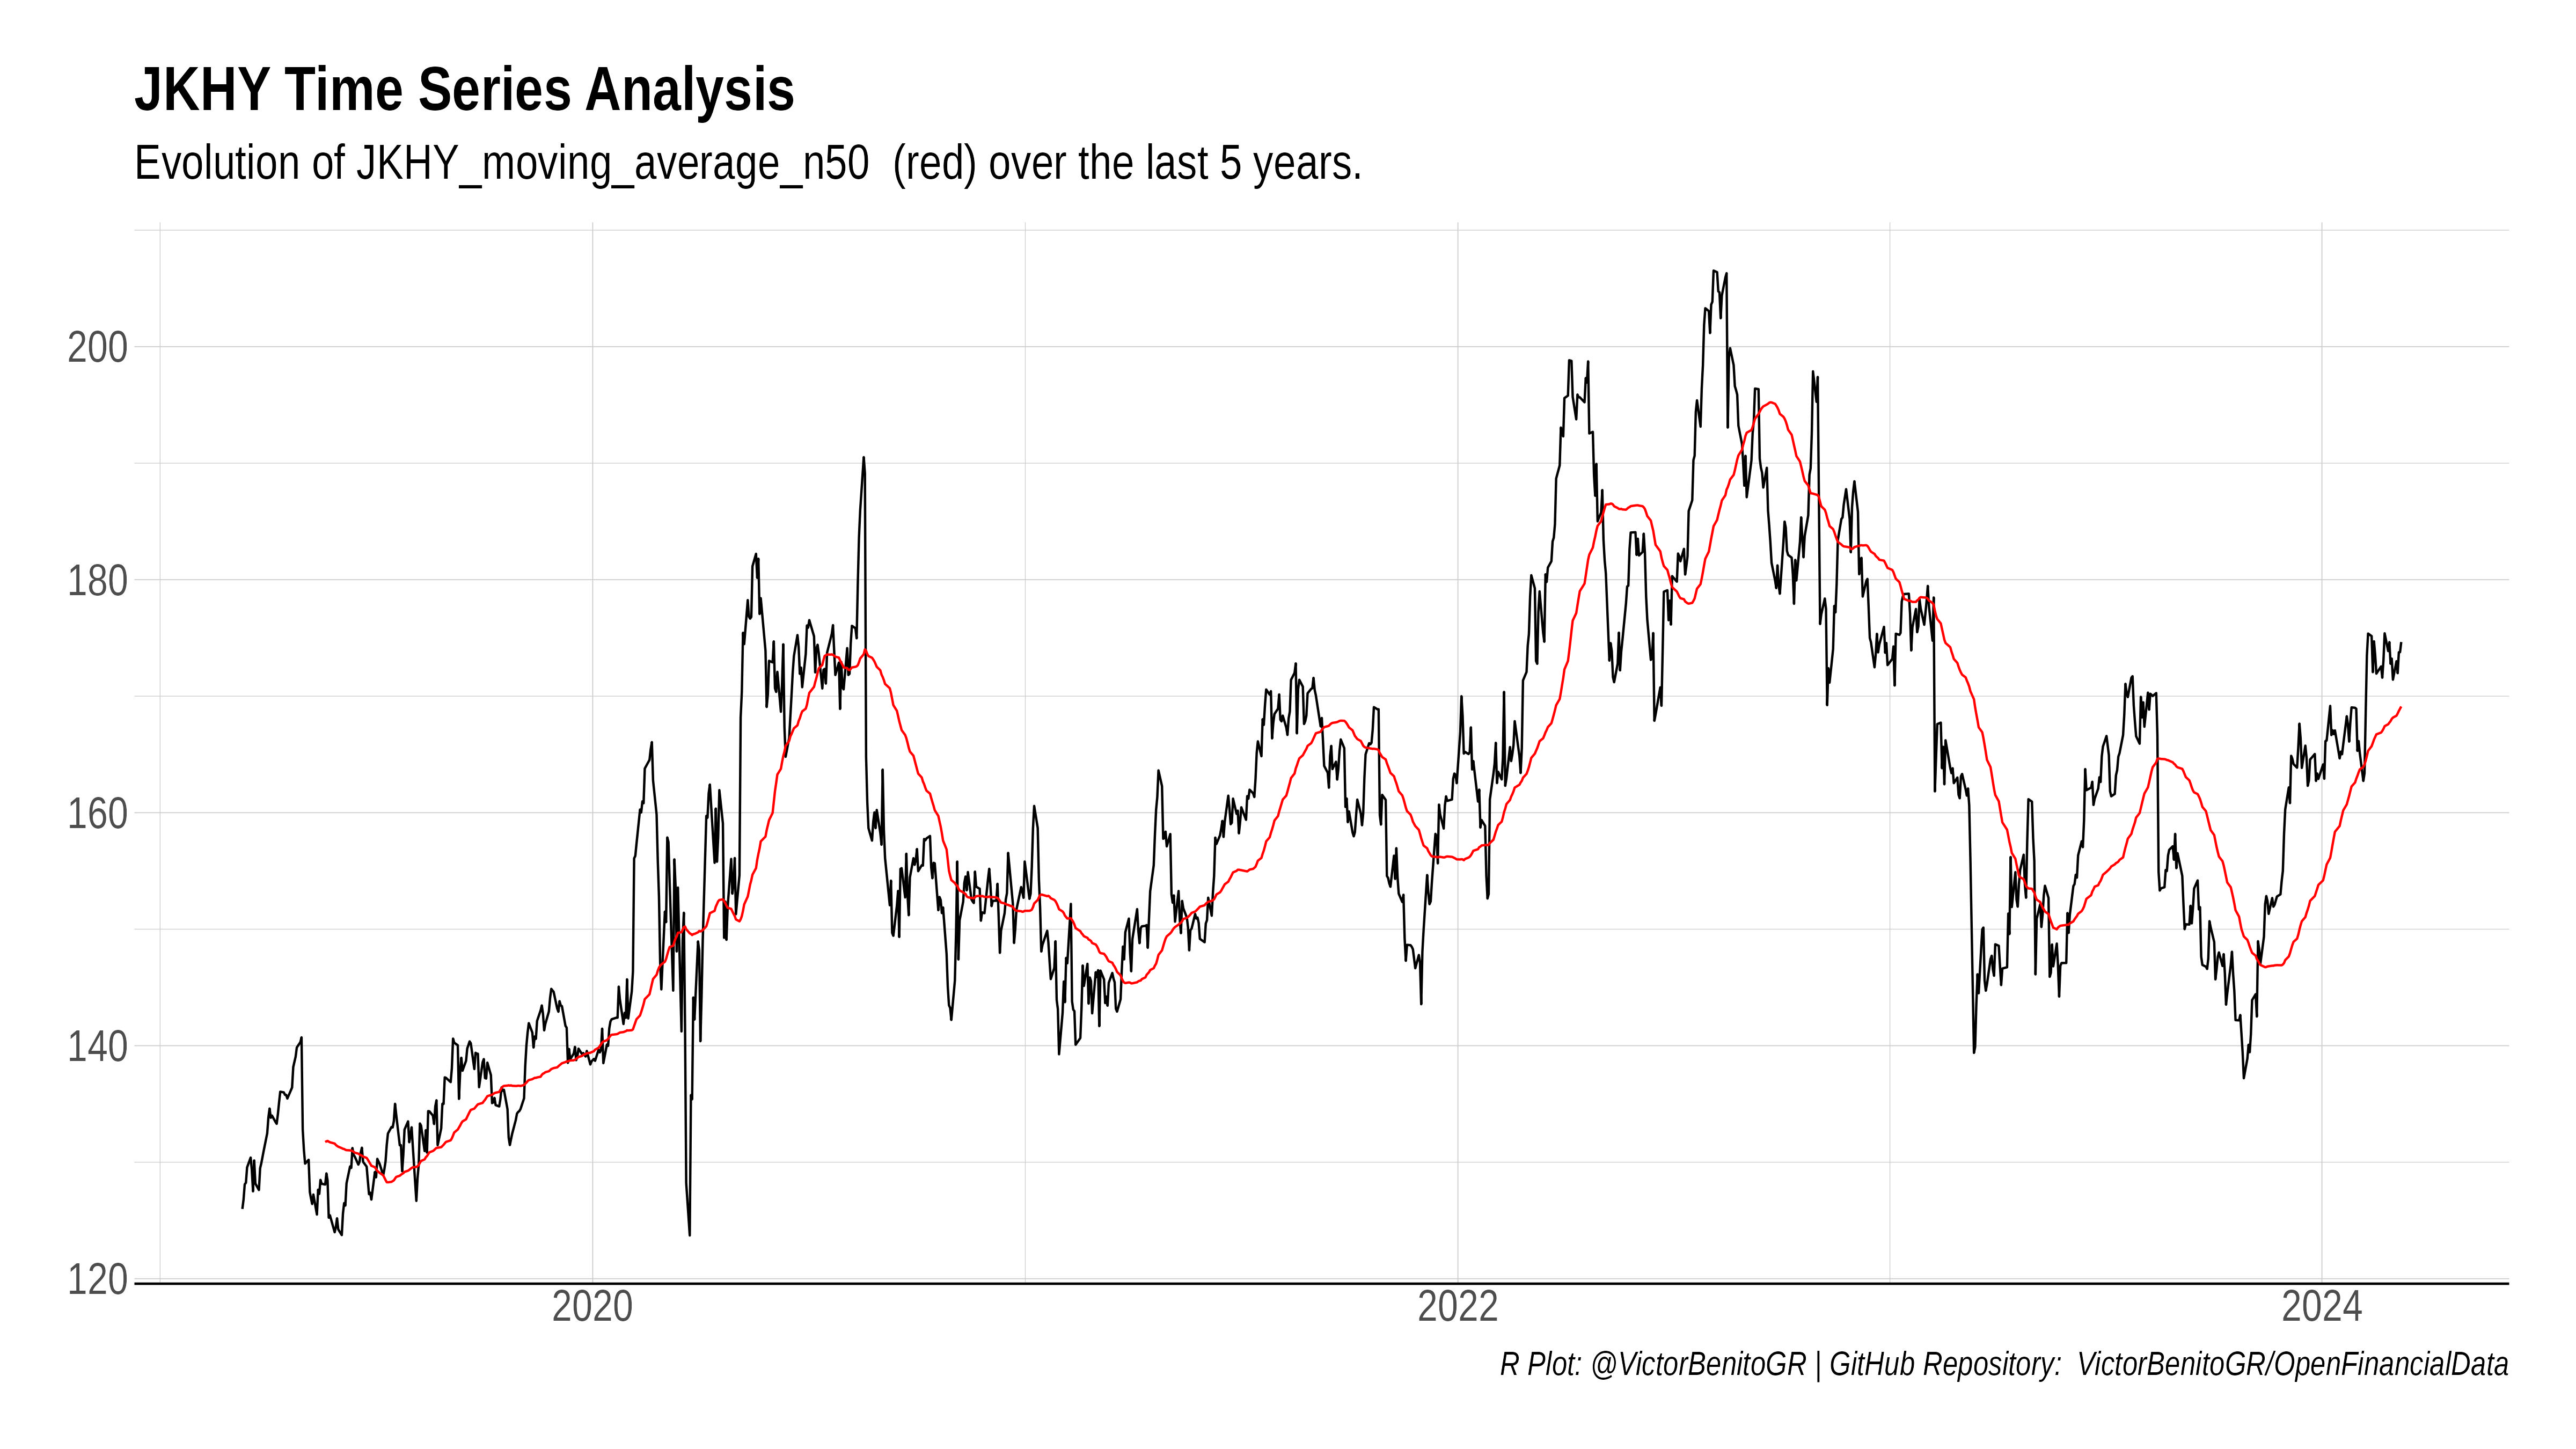 JKHY Time Series Analysis
Evolution of JKHY_moving_average_n50  (red) over the last 5 years.
200
180
160
140
120
2020 2022 2024
R Plot: @VictorBenitoGR | GitHub Repository:  VictorBenitoGR/OpenFinancialData